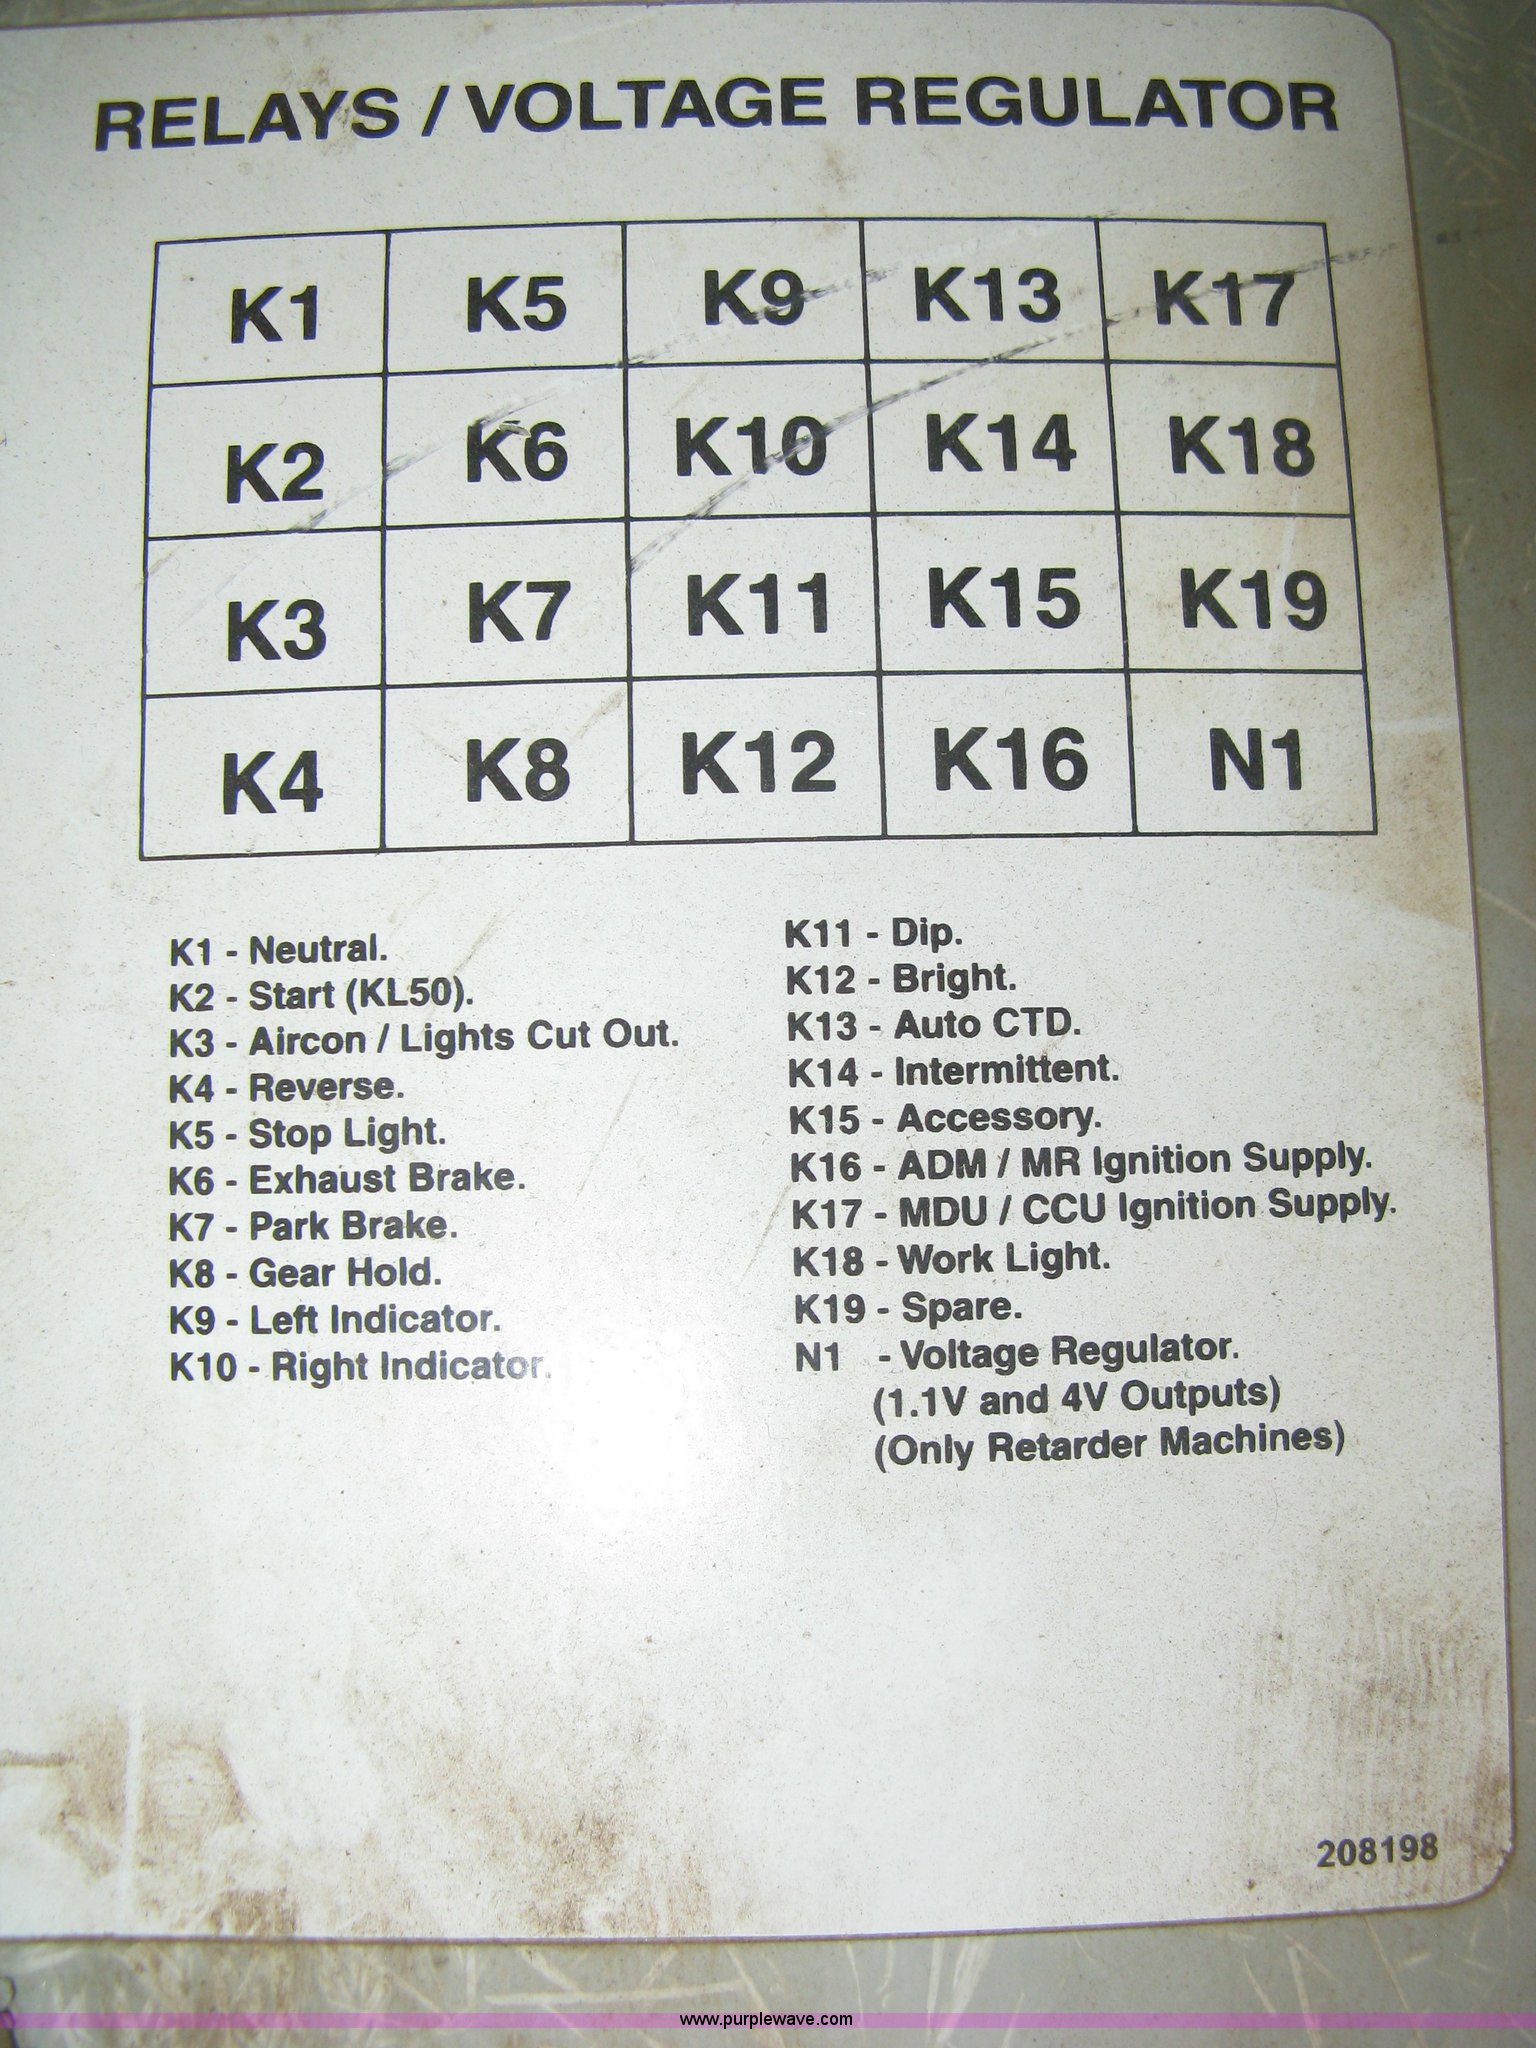 RELAYS / VOLTAGE REGULATOR
K1 K5 K9 K13 K17
K2 K6 K10 K14 K18
K3 K7 K11 K15 K19
K4 K8 K12 K16 N1
K1 - Neutral.
K2 - Start (KL50).
K3 - Aircon / Lights Cut Out.
K4 - Reverse.
K5 - Stop Light.
K6 - Exhaust Brake.
K7 - Park Brake.
K8 - Gear Hold.
K9 - Left Indicator.
K10 - Right Indicator.
K11 - Dip.
K12 - Bright.
K13 - Auto CTD.
K14 - Intermittent.
K15 - Accessory.
K16 - ADM / MR Ignition Supply.
K17 - MDU / CCU Ignition Supply.
K18 - Work Light.
K19 - Spare.
N1 - Voltage Regulator.
(1.1V and 4V Outputs)
(Only Retarder Machines)
208198
www.purplewave.com